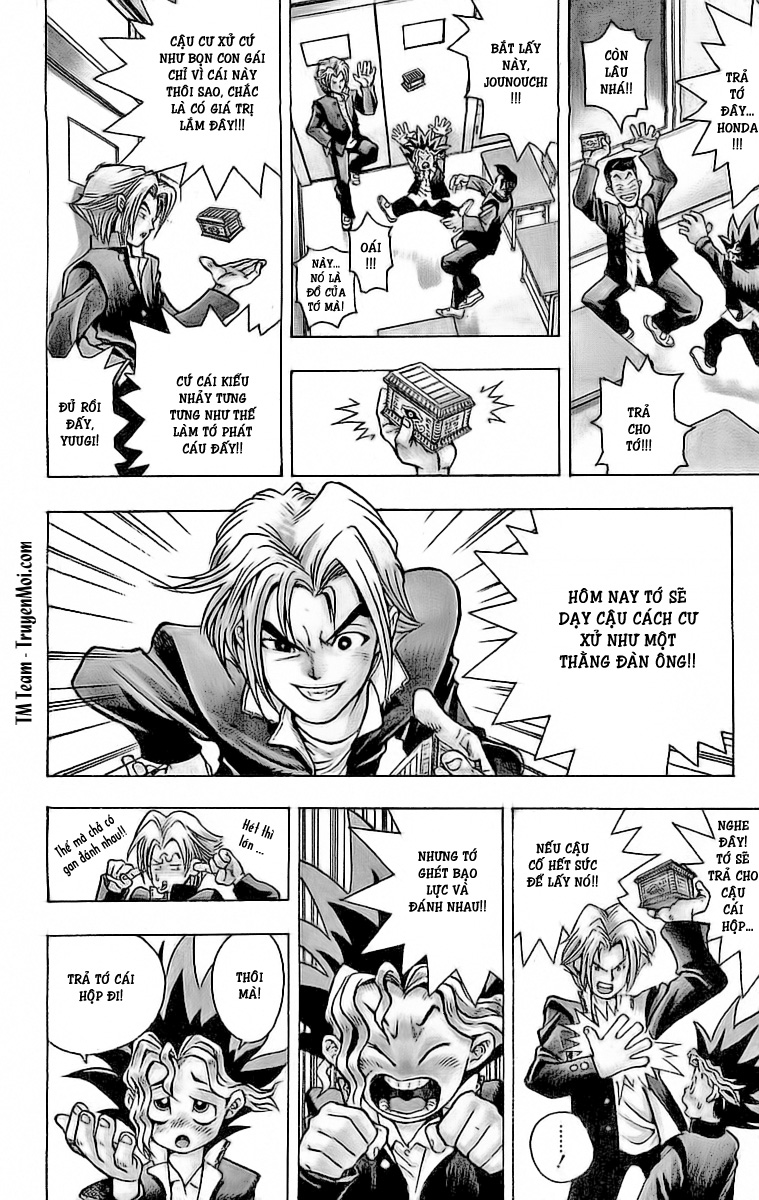 TRẢ
TỚ
ĐÂY...
HONDA
!!!
CÒN
LÂU
NHÁ!!
TRẢ
CHO
TỚ!!!
BẮT LẤY
NÀY,
JOUNOUCHI
!!!
OÁI
!!!
NÀY...
NÓ LÀ
ĐỒ CỦA
TỚ MÀ!
CẬU CƯ XỬ CỨ
NHƯ BỌN CON GÁI
CHỈ VÌ CÁI NÀY
THÔI SAO, CHẮC
LÀ CÓ GIÁ TRỊ
LẮM ĐÂY!!!
CỨ CÁI KIỂU
NHẢY TƯNG
TƯNG NHƯ THẾ
LÀM TỚ PHÁT
CÁU ĐẤY!!
ĐỦ RỒI
ĐẤY,
YUUGI!
HÔM NAY TỚ SẼ
DẠY CẬU CÁCH CƯ
XỬ NHƯ MỘT
THẰNG ĐÀN ÔNG!!
TM Team - TruyenMoi.com
NGHE
ĐÂY! TỚ SẼ
TRẢ CHO
CẬU
CÁI
HỘP...
NẾU CẬU
CỐ HẾT SỨC
ĐỂ LẤY NÓ!!
......!
NHƯNG TỚ
GHÉT BẠO
LỰC VÀ
ĐÁNH NHAU!!
Hét thì
lớn ...
Thế mà chả có
gan đánh nhau!!
THÔI
MÀ!
TRẢ TỚ CÁI
HỘP ĐI!